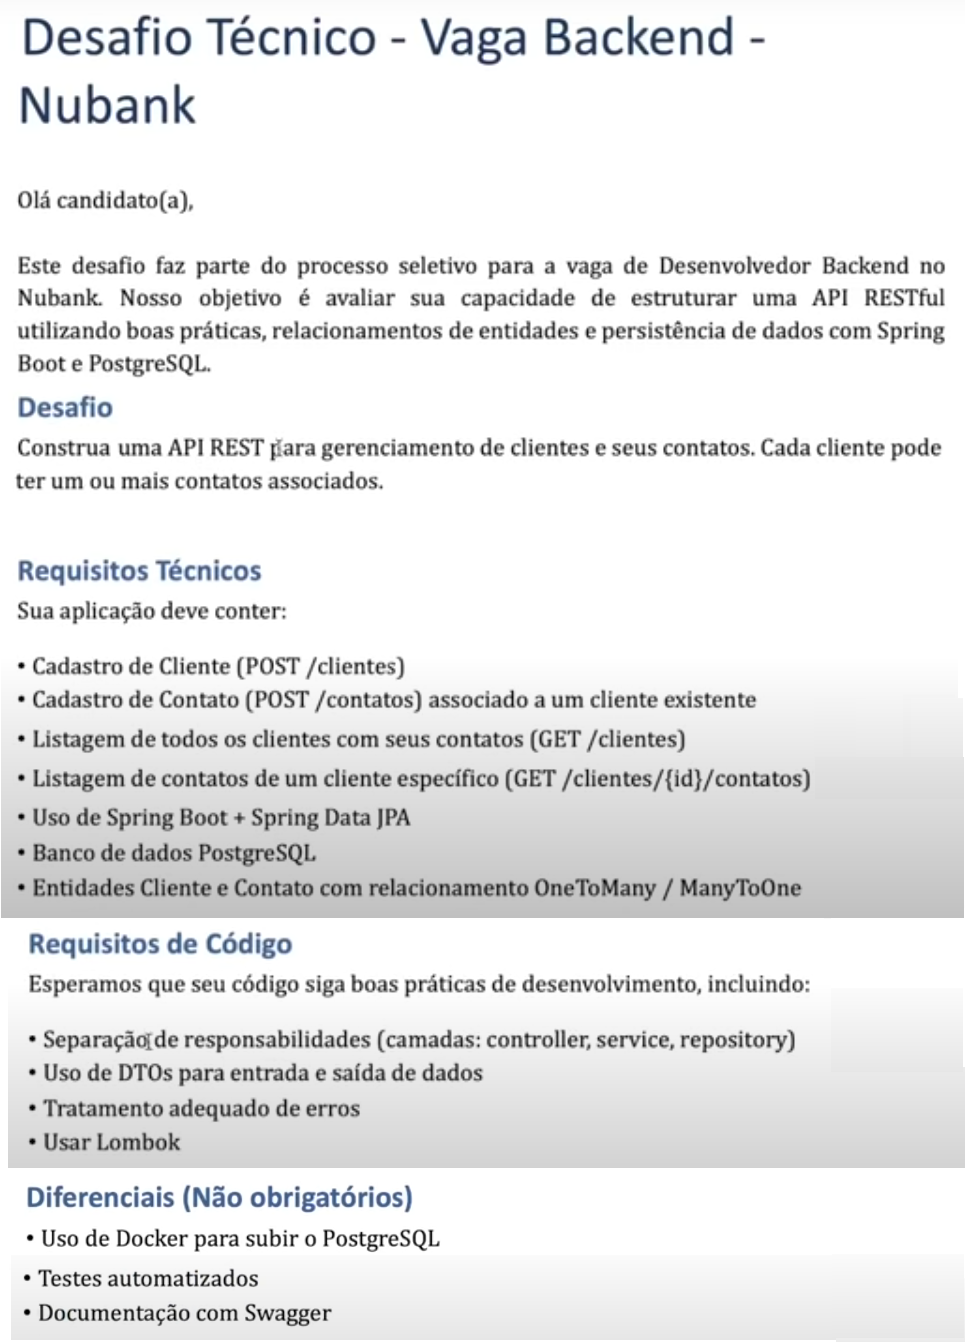 Desafio Técnico - Vaga Backend -
Nubank
Olá candidato(a),
Este desafio faz parte do processo seletivo para a vaga de Desenvolvedor Backend no
Nubank. Nosso objetivo é avaliar sua capacidade de estruturar uma API RESTful
utilizando boas práticas, relacionamentos de entidades e persistência de dados com Spring
Boot e PostgreSQL.
Desafio
Construa uma API REST para gerenciamento de clientes e seus contatos. Cada cliente pode
ter um ou mais contatos associados.
Requisitos Técnicos
Sua aplicação deve conter:
• Cadastro de Cliente (POST /clientes)
• Cadastro de Contato (POST /contatos) associado a um cliente existente
• Listagem de todos os clientes com seus contatos (GET /clientes)
• Listagem de contatos de um cliente específico (GET /clientes/{id}/contatos)
• Uso de Spring Boot + Spring Data JPA
• Banco de dados PostgreSQL
• Entidades Cliente e Contato com relacionamento OneToMany / ManyToOne
Requisitos de Código
Esperamos que seu código siga boas práticas de desenvolvimento, incluindo:
• Separação de responsabilidades (camadas: controller, service, repository)
• Uso de DTOs para entrada e saída de dados
• Tratamento adequado de erros
• Usar Lombok
Diferenciais (Não obrigatórios)
• Uso de Docker para subir o PostgreSQL
• Testes automatizados
• Documentação com Swagger